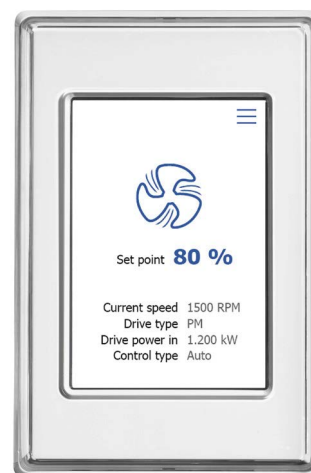 Set point 80 %
Current speed 1500 RPM
Drive type PM
Drive power in 1.200 kW
Control type Auto